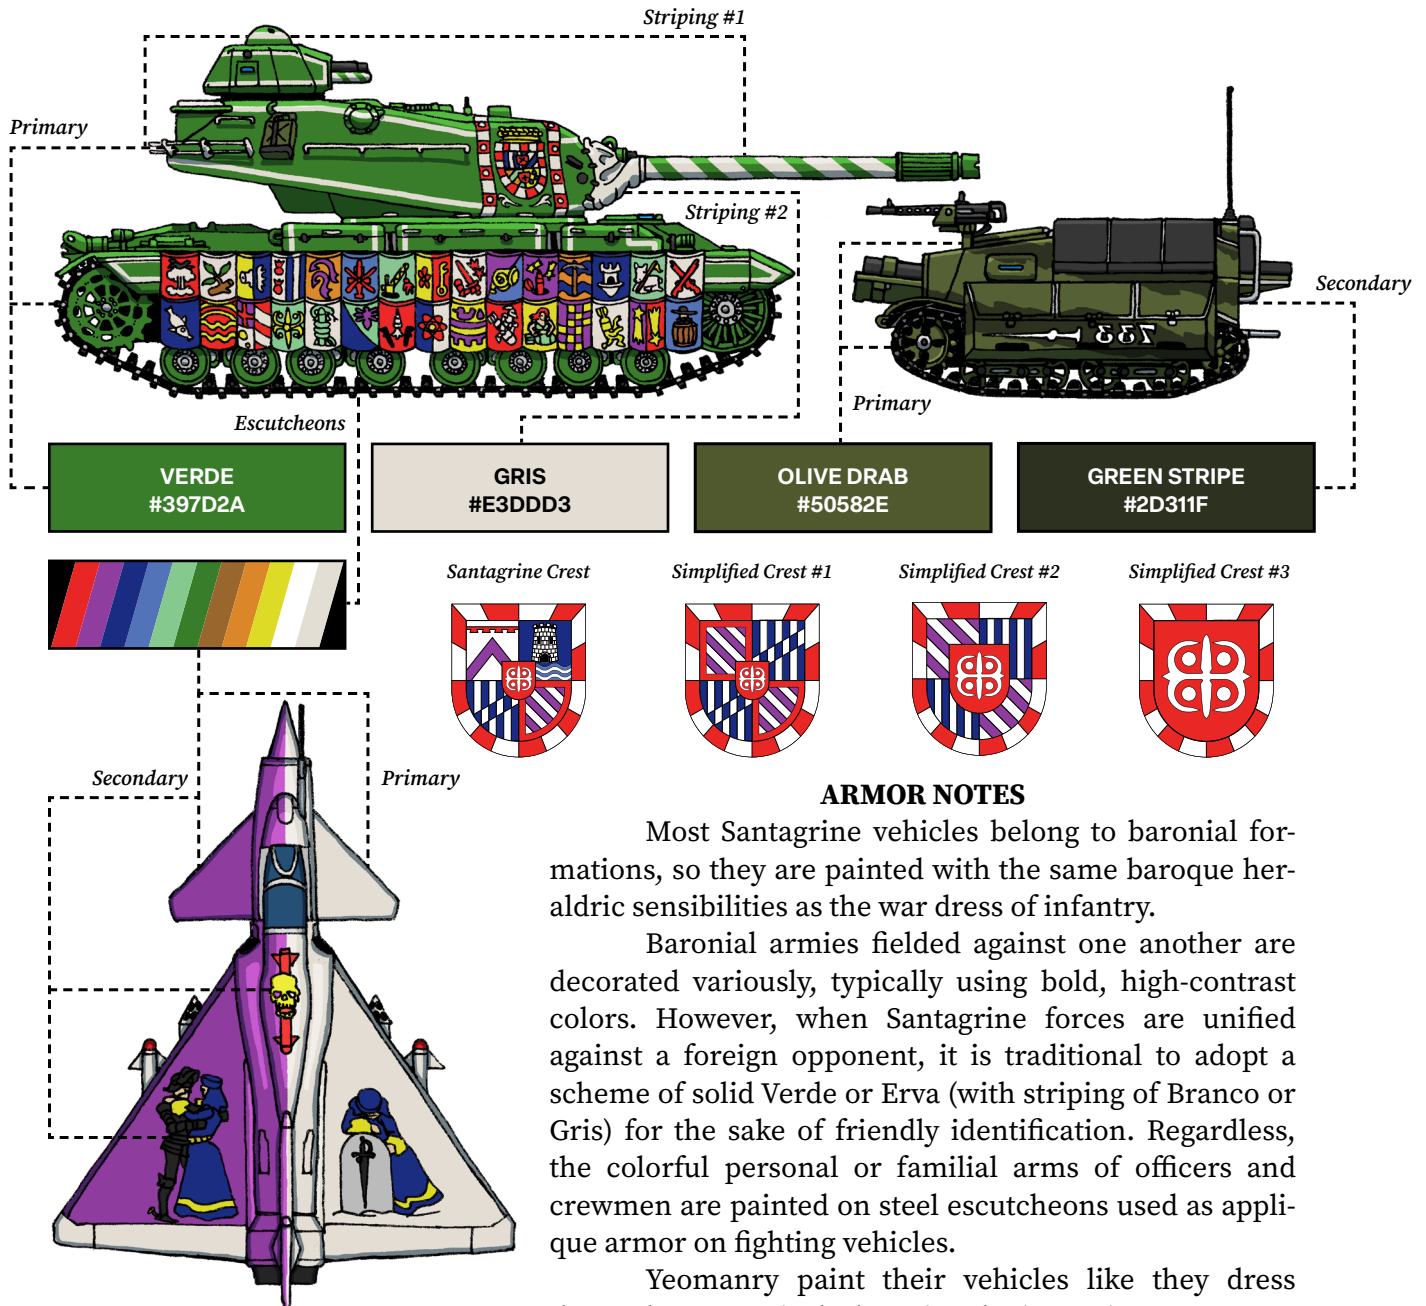 Striping #1
Primary
Striping #2
Secondary
337
Primary
Escutcheons
VERDE
#397D2A
GRIS
#E3DDD3
OLIVE DRAB
#50582E
GREEN STRIPE
#2D311F
Santagrine Crest
Simplified Crest #1
Simplified Crest #2
Simplified Crest #3
Secondary
Primary
ARMOR NOTES
Most Santagrine vehicles belong to baronial for-
mations, so they are painted with the same baroque her-
aldric sensibilities as the war dress of infantry.
Baronial armies fielded against one another are
decorated variously, typically using bold, high-contrast
colors. However, when Santagrine forces are unified
against a foreign opponent, it is traditional to adopt a
scheme of solid Verde or Erva (with striping of Branco or
Gris) for the sake of friendly identification. Regardless,
the colorful personal or familial arms of officers and
crewmen are painted on steel escutcheons used as appli-
que armor on fighting vehicles.
Yeomanry paint their vehicles like they dress